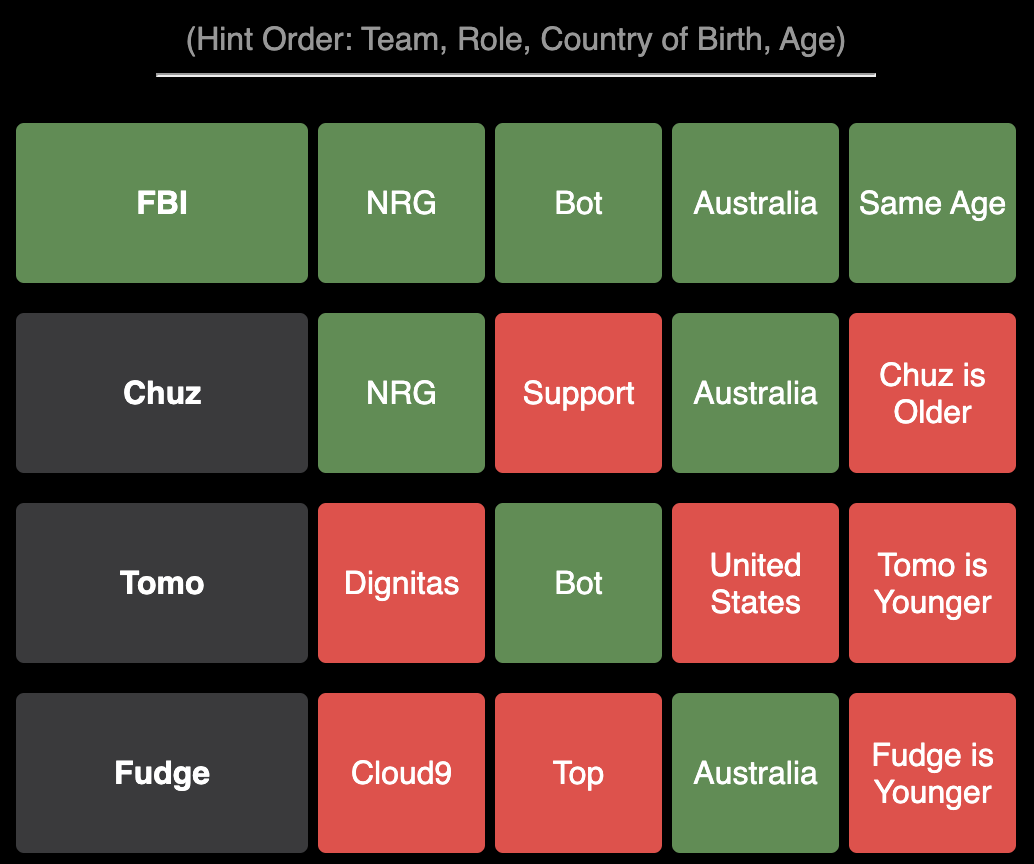 (Hint Order: Team, Role, Country of Birth, Age)
FBI
NRG
Bot
Australia
Same Age
Chuz
NRG
Support
Australia
Chuz is
Older
Tomo
Dignitas
Bot
United
States
Tomo is
Younger
Fudge
Cloud9
Top
Australia
Fudge is
Younger